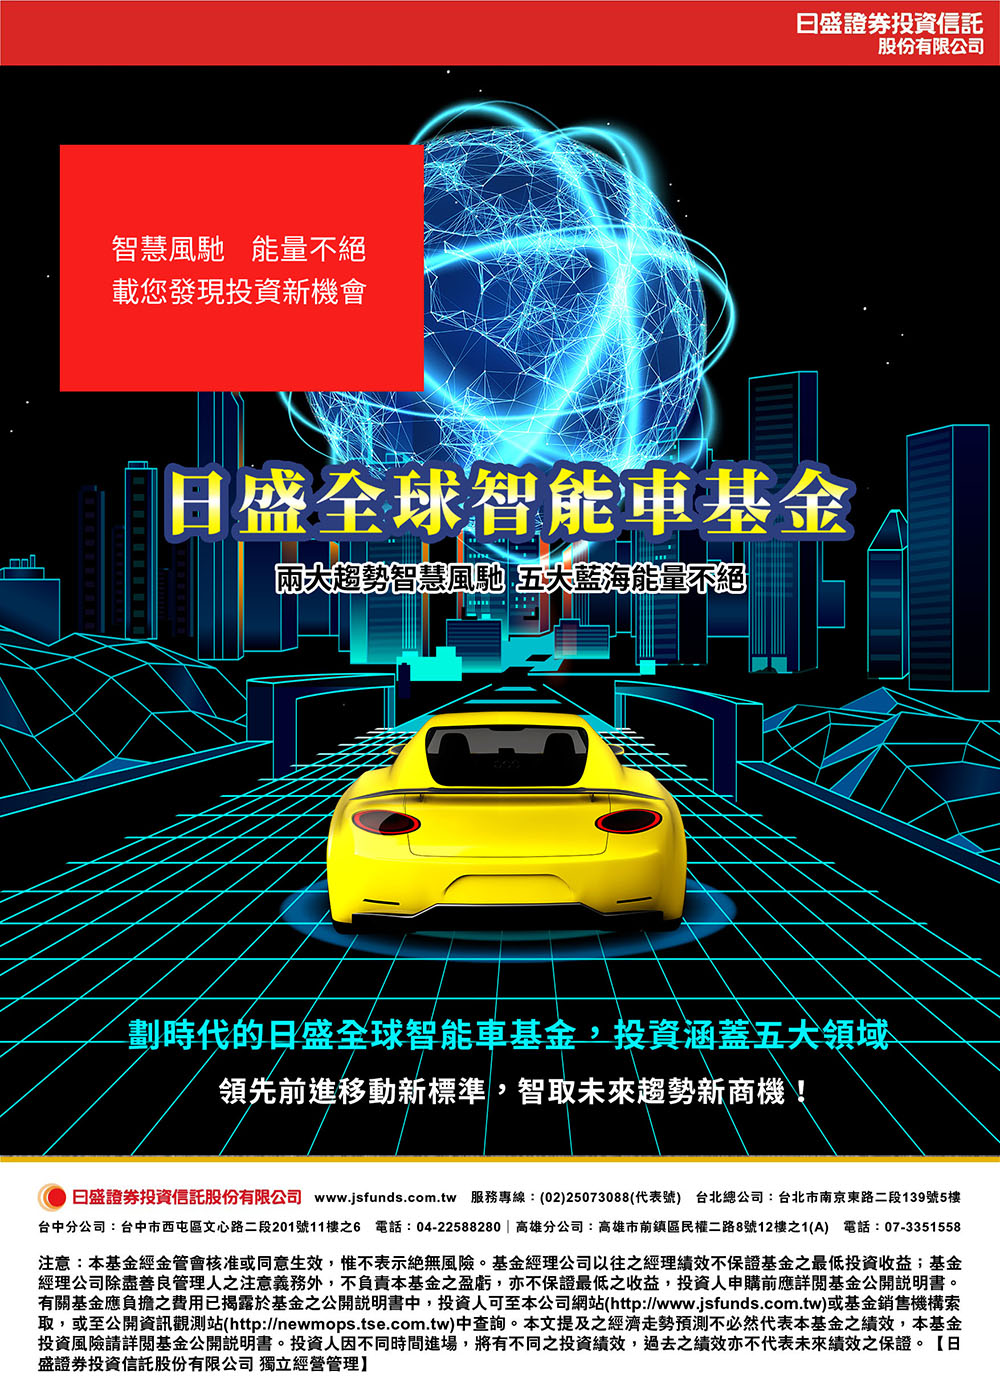 日盛證券投資信託
股份有限公司
智慧風馳　能量不絕
載您發現投資新機會
日盛全球智能車基金
兩大趨勢智慧風馳 五大藍海能量不絕
劃時代的日盛全球智能車基金，投資涵蓋五大領域
領先前進移動新標準，智取未來趨勢新商機！
日盛證券投資信託股份有限公司 www.jsfunds.com.tw 服務專線：(02)25073088(代表號) 台北總公司：台北市南京東路二段139號5樓
台中分公司：台中市西屯區文心路二段201號11樓之6 電話：04-22588280｜高雄分公司：高雄市前鎮區民權二路8號12樓之1(A) 電話：07-3351558
注意：本基金經金管會核准或同意生效，惟不表示絕無風險。基金經理公司以往之經理績效不保證基金之最低投資收益；基金
經理公司除盡善良管理人之注意義務外，不負責本基金之盈虧，亦不保證最低之收益，投資人申購前應詳閱基金公開說明書。
有關基金應負擔之費用已揭露於基金之公開說明書中，投資人可至本公司網站(http://www.jsfunds.com.tw)或基金銷售機構索
取，或至公開資訊觀測站(http://newmops.tse.com.tw)中查詢。本文提及之經濟走勢預測不必然代表本基金之績效，本基金
投資風險請詳閱基金公開說明書。投資人因不同時間進場，將有不同之投資績效，過去之績效亦不代表未來績效之保證。【日
盛證券投資信託股份有限公司 獨立經營管理】